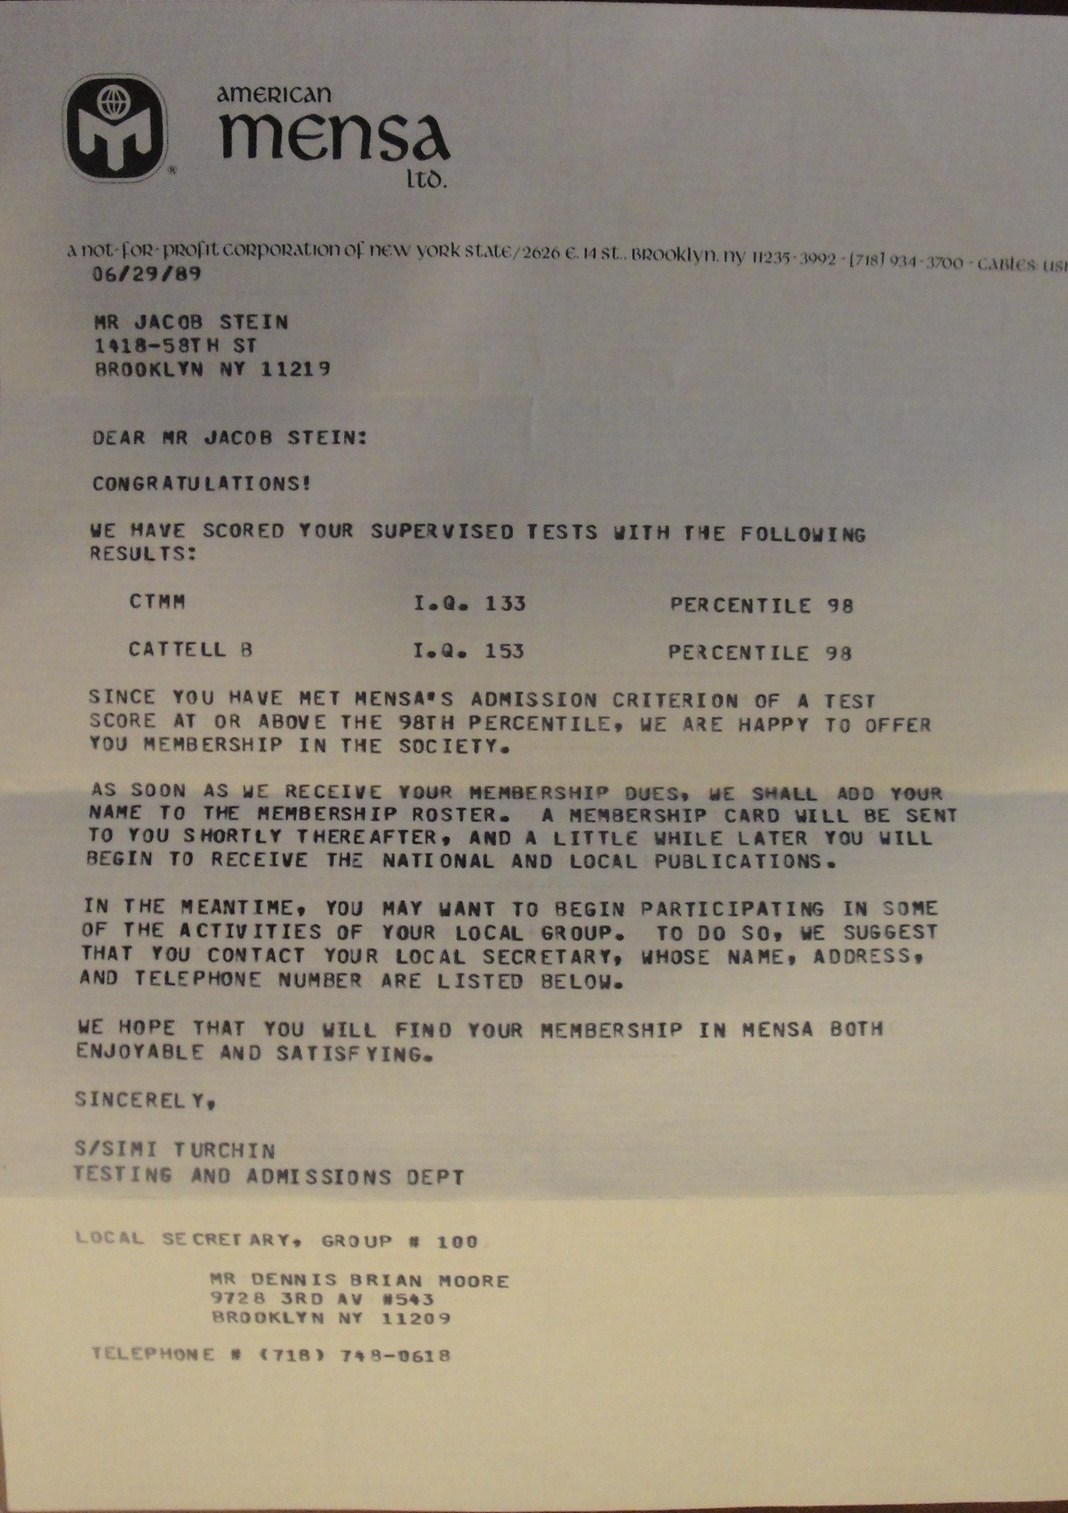 AMERICAN
mensa
ltd.
®
a not-for-profit corporation of new york state/2626 E. 14 St., Brooklyn, ny 11235-3992 - [718] 934-3700 - CABLES:
06/29/89
MR JACOB STEIN
1418-58TH ST
BROOKLYN NY 11219
DEAR MR JACOB STEIN:
CONGRATULATIONS!
WE HAVE SCORED YOUR SUPERVISED TESTS WITH THE FOLLOWING
RESULTS:
CTMM I.Q. 133 PERCENTILE 98
CATTELL B I.Q. 153 PERCENTILE 98
SINCE YOU HAVE MET MENSA'S ADMISSION CRITERION OF A TEST
SCORE AT OR ABOVE THE 98TH PERCENTILE, WE ARE HAPPY TO OFFER
YOU MEMBERSHIP IN THE SOCIETY.
AS SOON AS WE RECEIVE YOUR MEMBERSHIP DUES, WE SHALL ADD YOUR
NAME TO THE MEMBERSHIP ROSTER. A MEMBERSHIP CARD WILL BE SENT
TO YOU SHORTLY THEREAFTER, AND A LITTLE WHILE LATER YOU WILL
BEGIN TO RECEIVE THE NATIONAL AND LOCAL PUBLICATIONS.
IN THE MEANTIME, YOU MAY WANT TO BEGIN PARTICIPATING IN SOME
OF THE ACTIVITIES OF YOUR LOCAL GROUP. TO DO SO, WE SUGGEST
THAT YOU CONTACT YOUR LOCAL SECRETARY, WHOSE NAME, ADDRESS,
AND TELEPHONE NUMBER ARE LISTED BELOW.
WE HOPE THAT YOU WILL FIND YOUR MEMBERSHIP IN MENSA BOTH
ENJOYABLE AND SATISFYING.
SINCERELY,
S/SIMI TURCHIN
TESTING AND ADMISSIONS DEPT
LOCAL SECRETARY, GROUP # 100
MR DENNIS BRIAN MOORE
9728 3RD AV #543
BROOKLYN NY 11209
TELEPHONE # (718) 748-0618